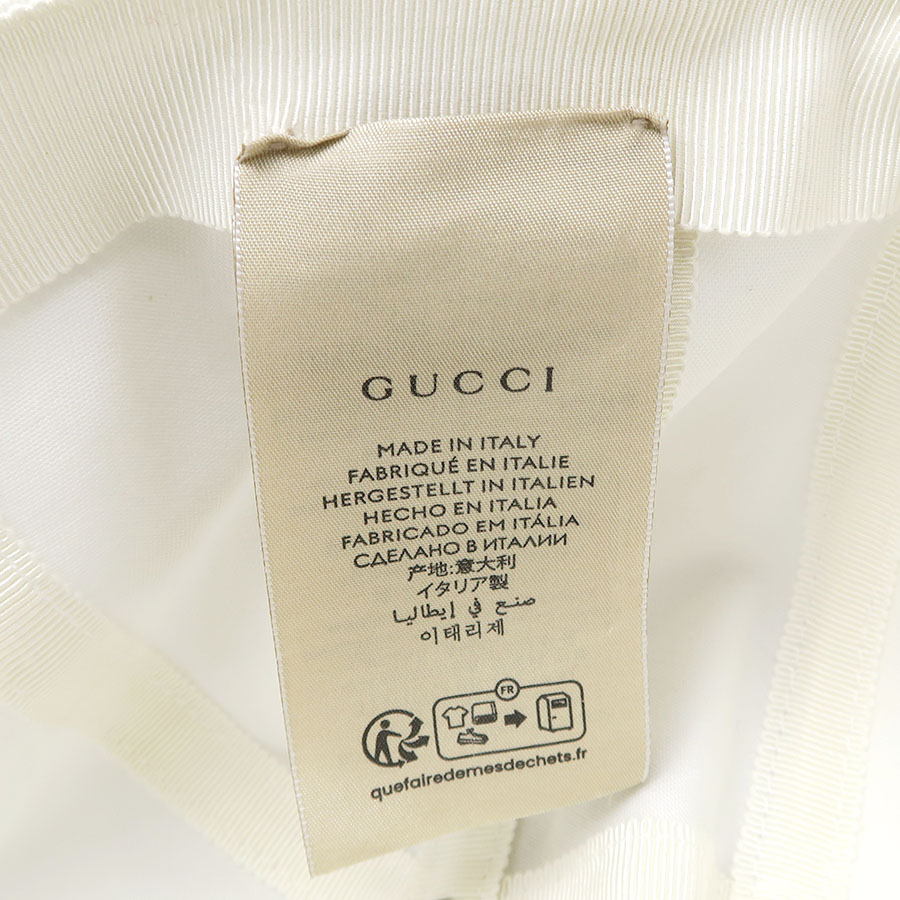 GUCCI
MADE IN ITALY
FABRIQUÉ EN ITALIE
HERGESTELLT IN ITALIEN
HECHO EN ITALIA
FABRICADO EM ITÁLIA
СДЕЛАНО В ИТАЛИИ
产地:意大利
イタリア製
صنع في إيطاليا
이태리제
FR
quefairedemesdechets.fr